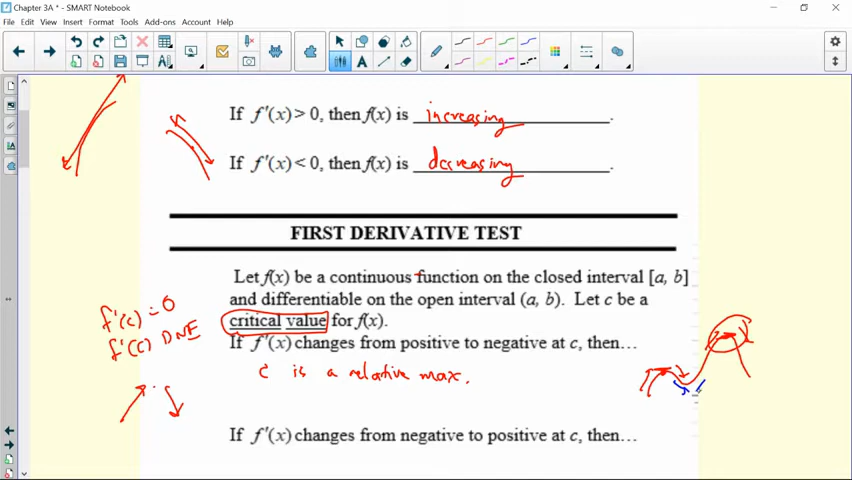 Chapter 3A * - SMART Notebook
File Edit View Insert Format Tools Add-ons Account Help
If f'(x) > 0, then f(x) is increasing.
If f'(x) < 0, then f(x) is decreasing.
FIRST DERIVATIVE TEST
Let f(x) be a continuous function on the closed interval [a, b]
and differentiable on the open interval (a, b). Let c be a
critical value for f(x).
f'(c) = 0
f'(c) DNE
If f'(x) changes from positive to negative at c, then…
c is a relative max.
If f'(x) changes from negative to positive at c, then…